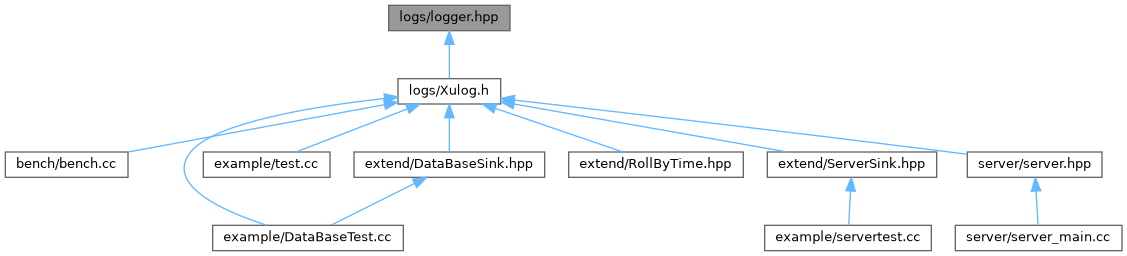 logs/logger.hpp
logs/Xulog.h
bench/bench.cc
example/test.cc
extend/DataBaseSink.hpp
extend/RollByTime.hpp
extend/ServerSink.hpp
server/server.hpp
example/DataBaseTest.cc
example/servertest.cc
server/server_main.cc